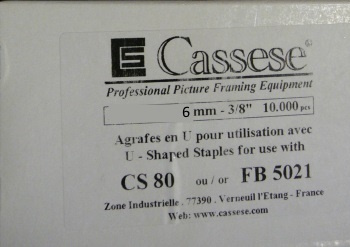 Cassese©
Professional Picture Framing Equipment
6 mm - 3/8" 10.000 pcs
Agrafes en U pour utilisation avec
U - Shaped Staples for use with
CS 80 ou / or FB 5021
Zone Industrielle . 77390 . Verneuil l'Etang - France
Web: www.cassese.com